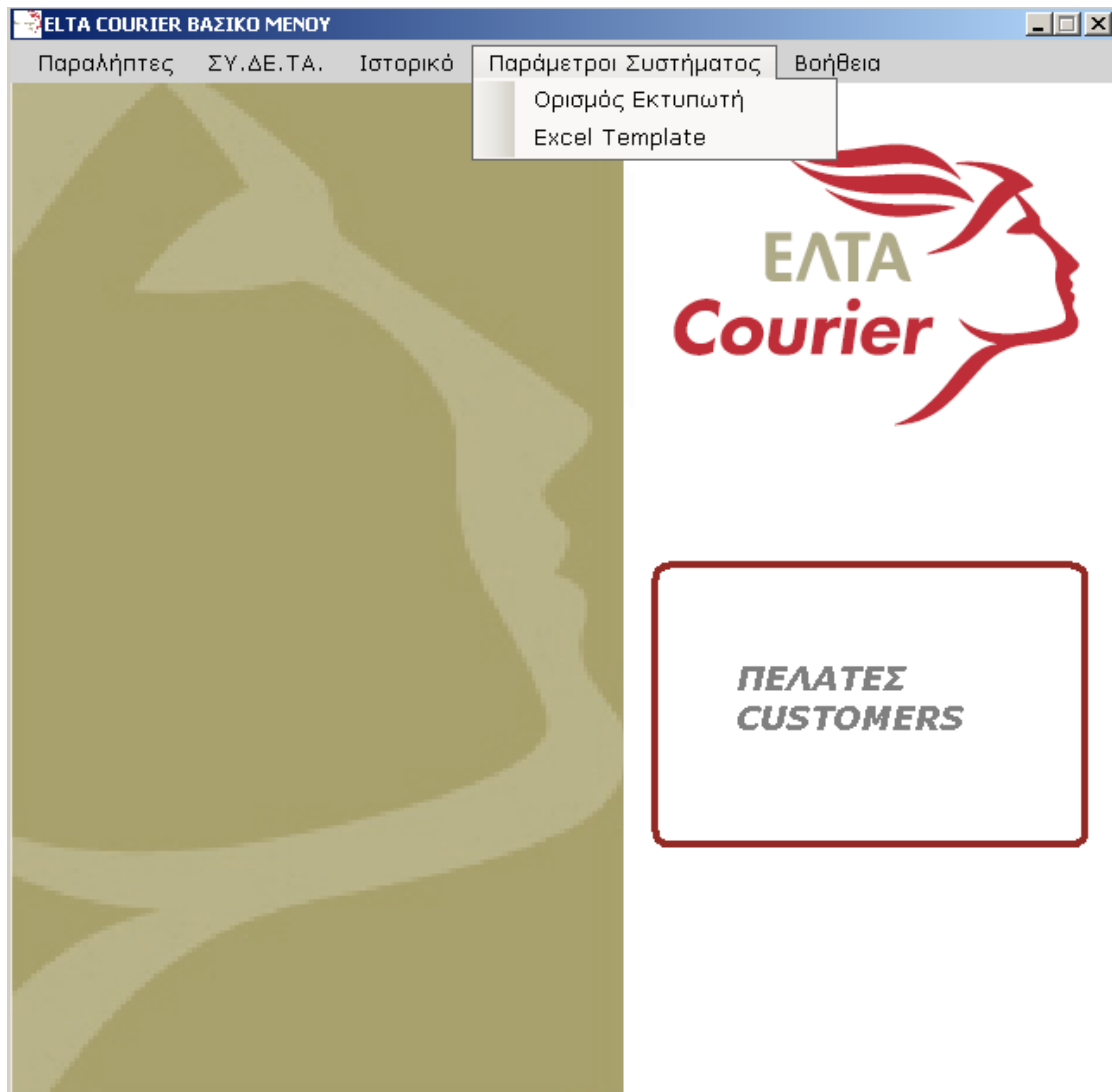 ELTA COURIER ΒΑΣΙΚΟ ΜΕΝΟΥ
Παραλήπτες ΣΥ.ΔΕ.ΤΑ. Ιστορικό Παράμετροι Συστήματος Βοήθεια
Ορισμός Εκτυπωτή
Excel Template
ΕΛΤΑ
Courier
ΠΕΛΑΤΕΣ
CUSTOMERS